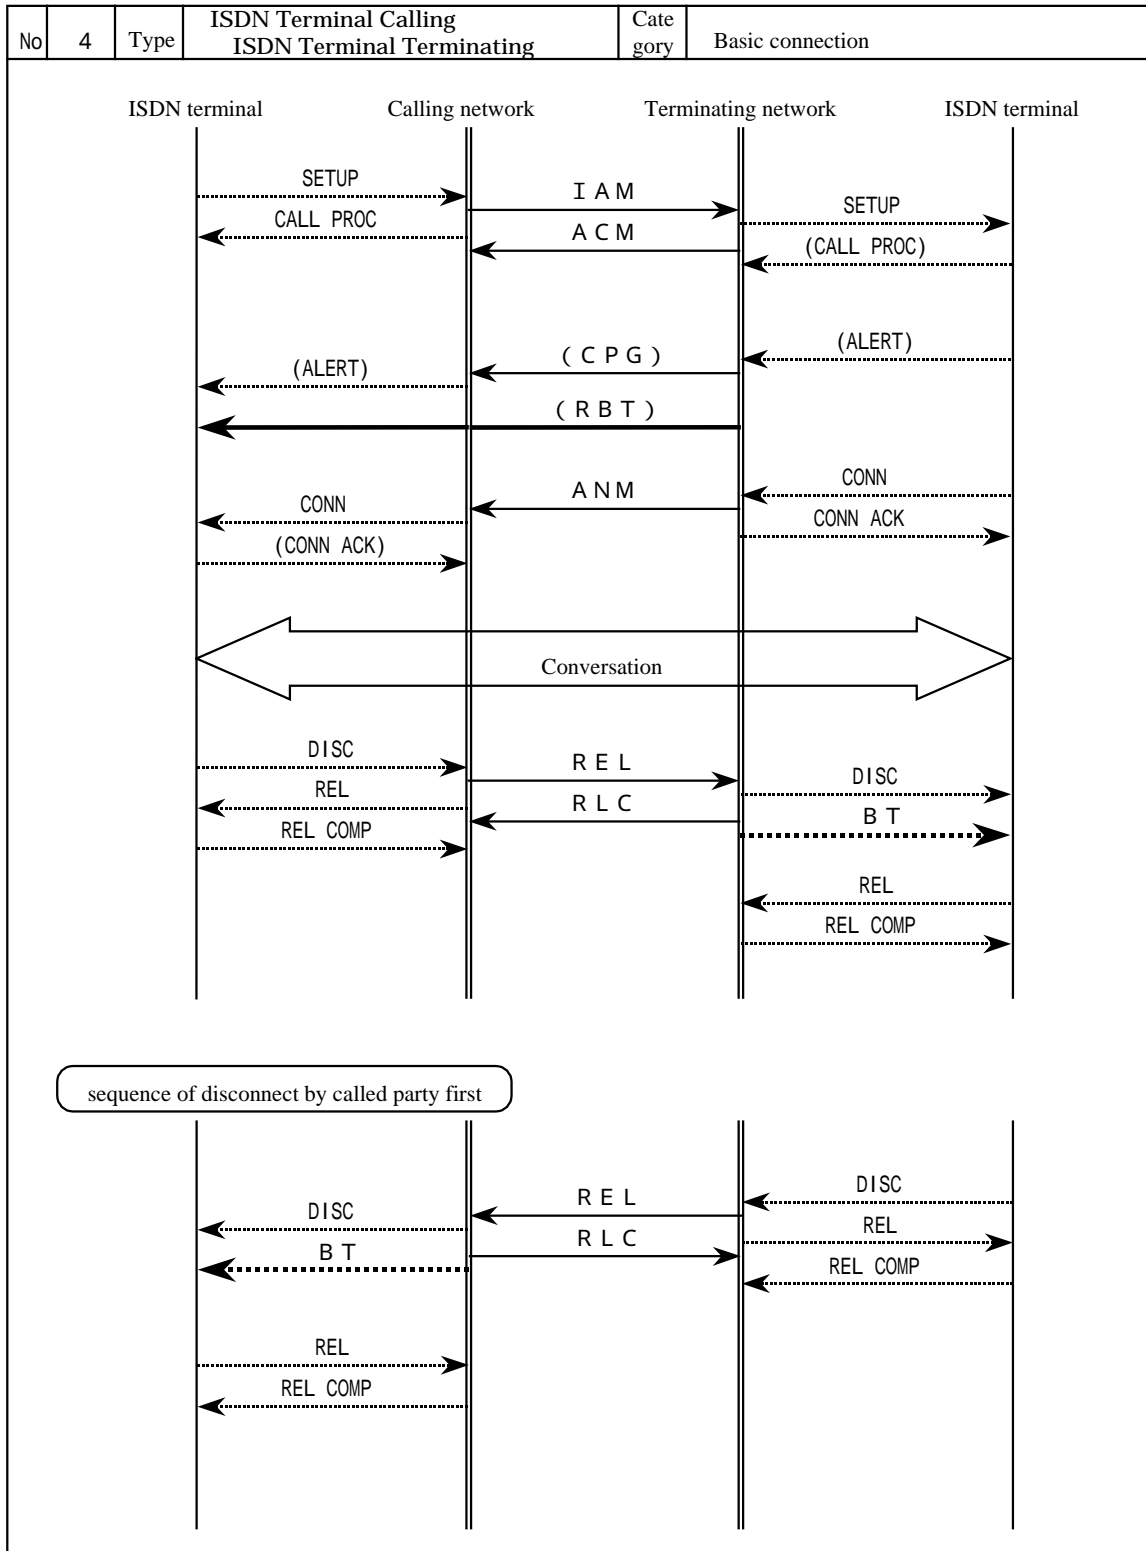 No 4 Type ISDN Terminal Calling Cate
ISDN Terminal Terminating gory Basic connection
ISDN terminal Calling network Terminating network ISDN terminal
SETUP IAM SETUP
CALL PROC ACM (CALL PROC)
(ALERT) (CPG) (ALERT)
(RBT)
CONN ANM CONN
(CONN ACK) CONN ACK
Conversation
DISC REL DISC
REL RLC BT
REL COMP
REL
REL COMP
sequence of disconnect by called party first
DISC REL DISC
BT RLC REL
REL COMP
REL
REL COMP